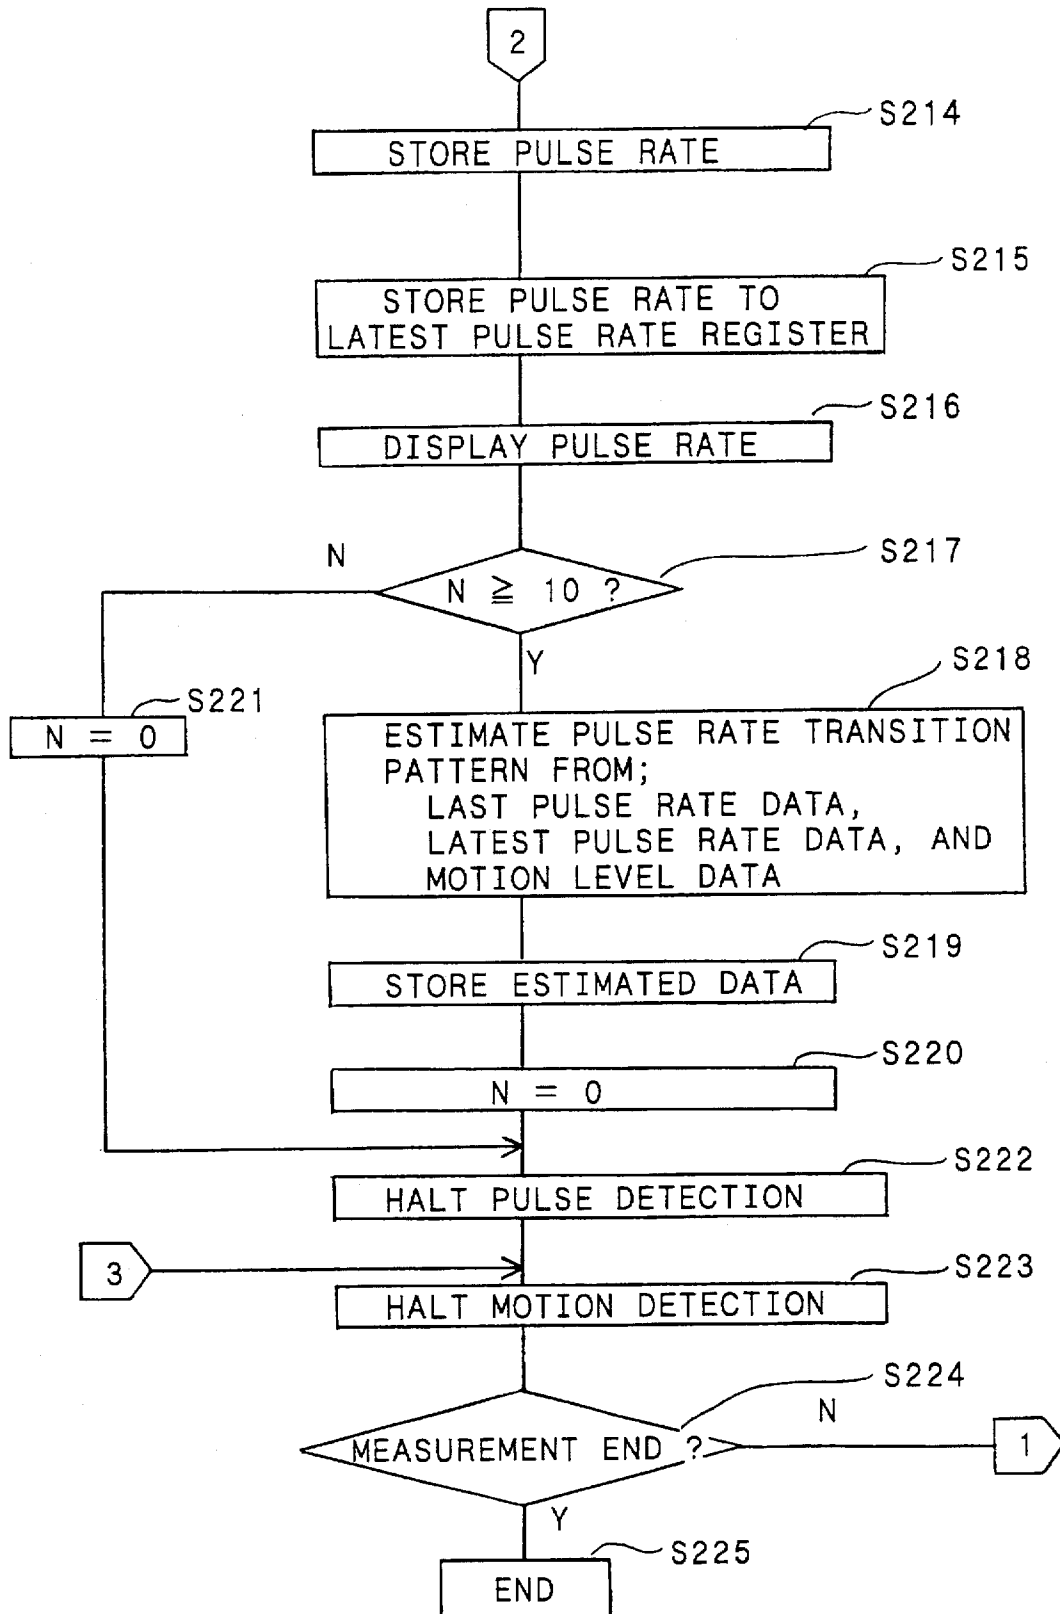 2
S214
STORE PULSE RATE
S215
STORE PULSE RATE TO
LATEST PULSE RATE REGISTER
S216
DISPLAY PULSE RATE
S217
N
N ≧ 10 ?
Y
S218
S221
N = 0
ESTIMATE PULSE RATE TRANSITION
PATTERN FROM;
LAST PULSE RATE DATA,
LATEST PULSE RATE DATA, AND
MOTION LEVEL DATA
S219
STORE ESTIMATED DATA
S220
N = 0
S222
HALT PULSE DETECTION
3
S223
HALT MOTION DETECTION
S224
N
MEASUREMENT END ?
1
Y
S225
END